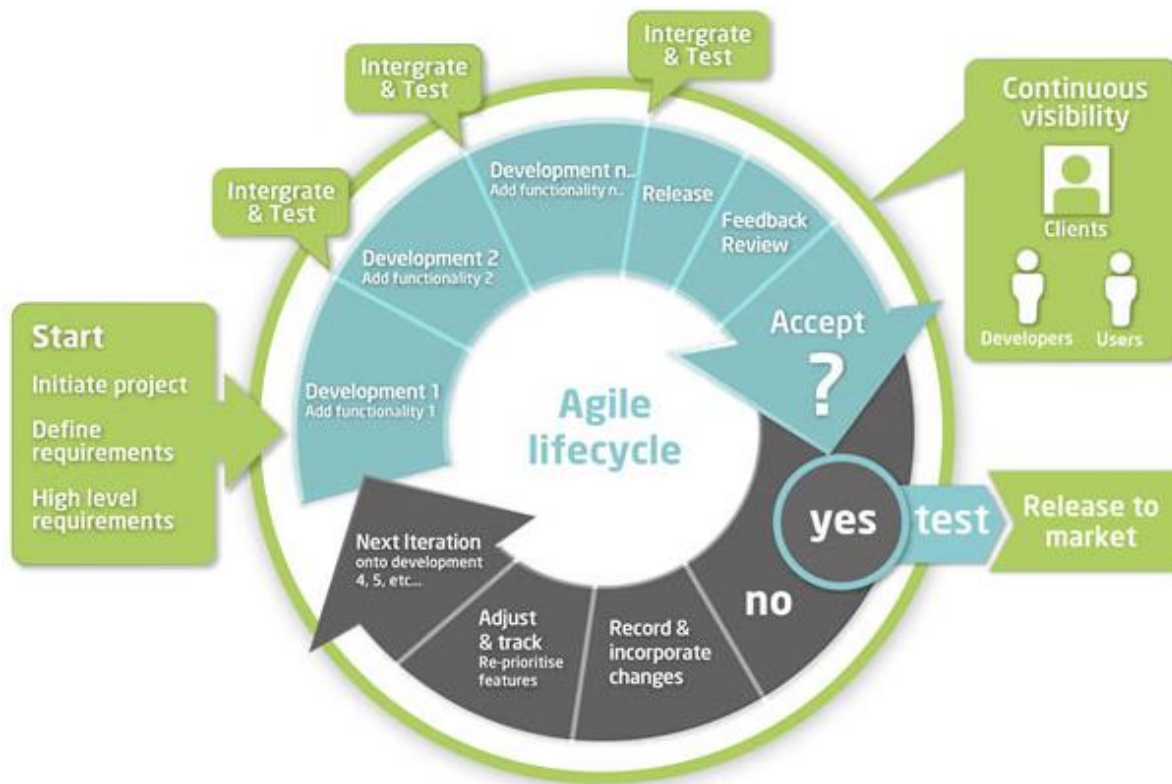 Start
Initiate project
Define
requirements
High level
requirements
Development 1
Add functionality 1
Intergrate
& Test
Development 2
Add functionality 2
Intergrate
& Test
Development n..
Add functionality n..
Intergrate
& Test
Release
Feedback
Review
Continuous
visibility
Clients
Developers
Users
Accept
?
Agile
lifecycle
yes
test
Release to
market
no
Record &
incorporate
changes
Adjust
& track
Re-prioritise
features
Next Iteration
onto development
4, 5, etc...